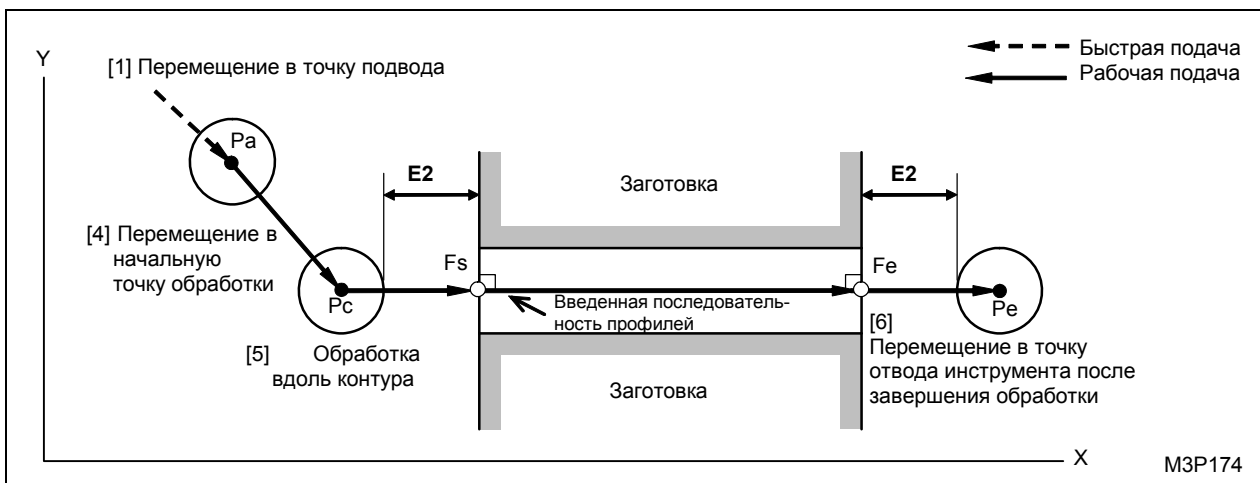 Y
[1] Перемещение в точку подвода
Быстрая подача
Рабочая подача
Pa
E2
Заготовка
E2
[4] Перемещение в
начальную
точку обработки
Fs
Fe
Pc
Введенная последователь-
ность профилей
Pe
[5] Обработка
вдоль контура
[6]
Перемещение в точку
отвода инструмента после
завершения обработки
Заготовка
X
M3P174